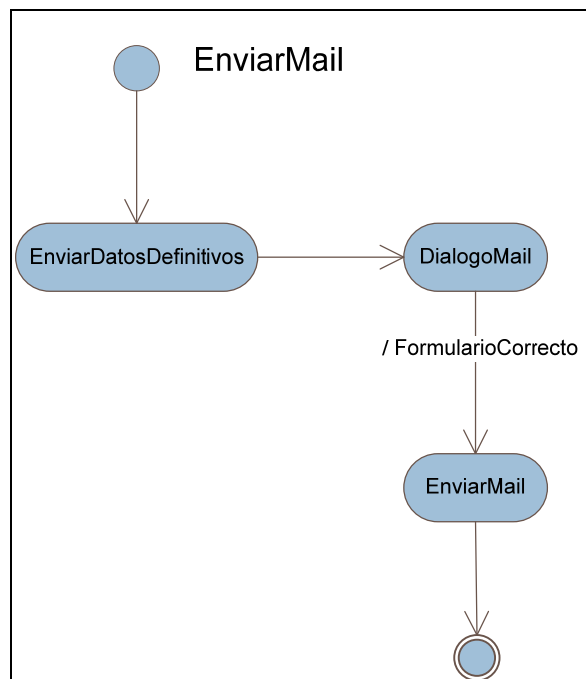 EnviarMail
EnviarDatosDefinitivos
DialogoMail
/ FormularioCorrecto
EnviarMail